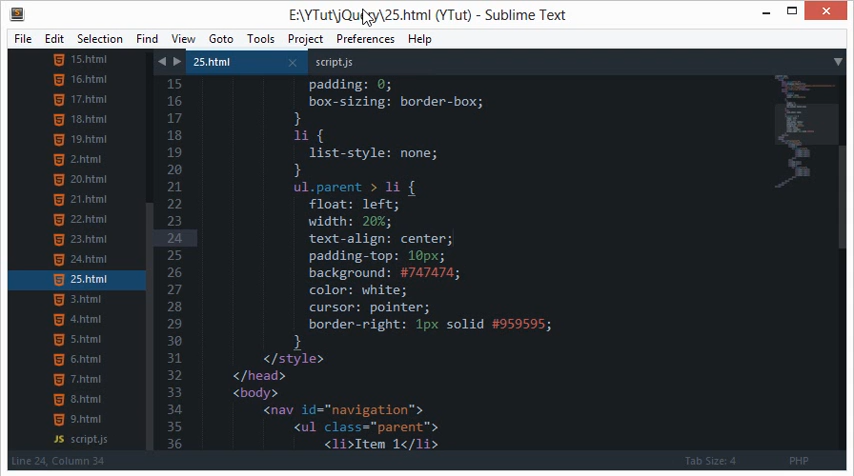 E:\YTut\jQuery\25.html (YTut) - Sublime Text
File Edit Selection Find View Goto Tools Project Preferences Help
15.html
16.html
17.html
18.html
19.html
2.html
20.html
21.html
22.html
23.html
24.html
25.html
3.html
4.html
5.html
6.html
7.html
8.html
9.html
JS script.js
25.html script.js
15 padding: 0;
16 box-sizing: border-box;
17 }
18 li {
19 list-style: none;
20 }
21 ul.parent > li {
22 float: left;
23 width: 20%;
24 text-align: center;
25 padding-top: 10px;
26 background: #747474;
27 color: white;
28 cursor: pointer;
29 border-right: 1px solid #959595;
30 }
31 </style>
32 </head>
33 <body>
34 <nav id="navigation">
35 <ul class="parent">
36 <li>Item 1</li>
Line 24, Column 34 Tab Size: 4 PHP